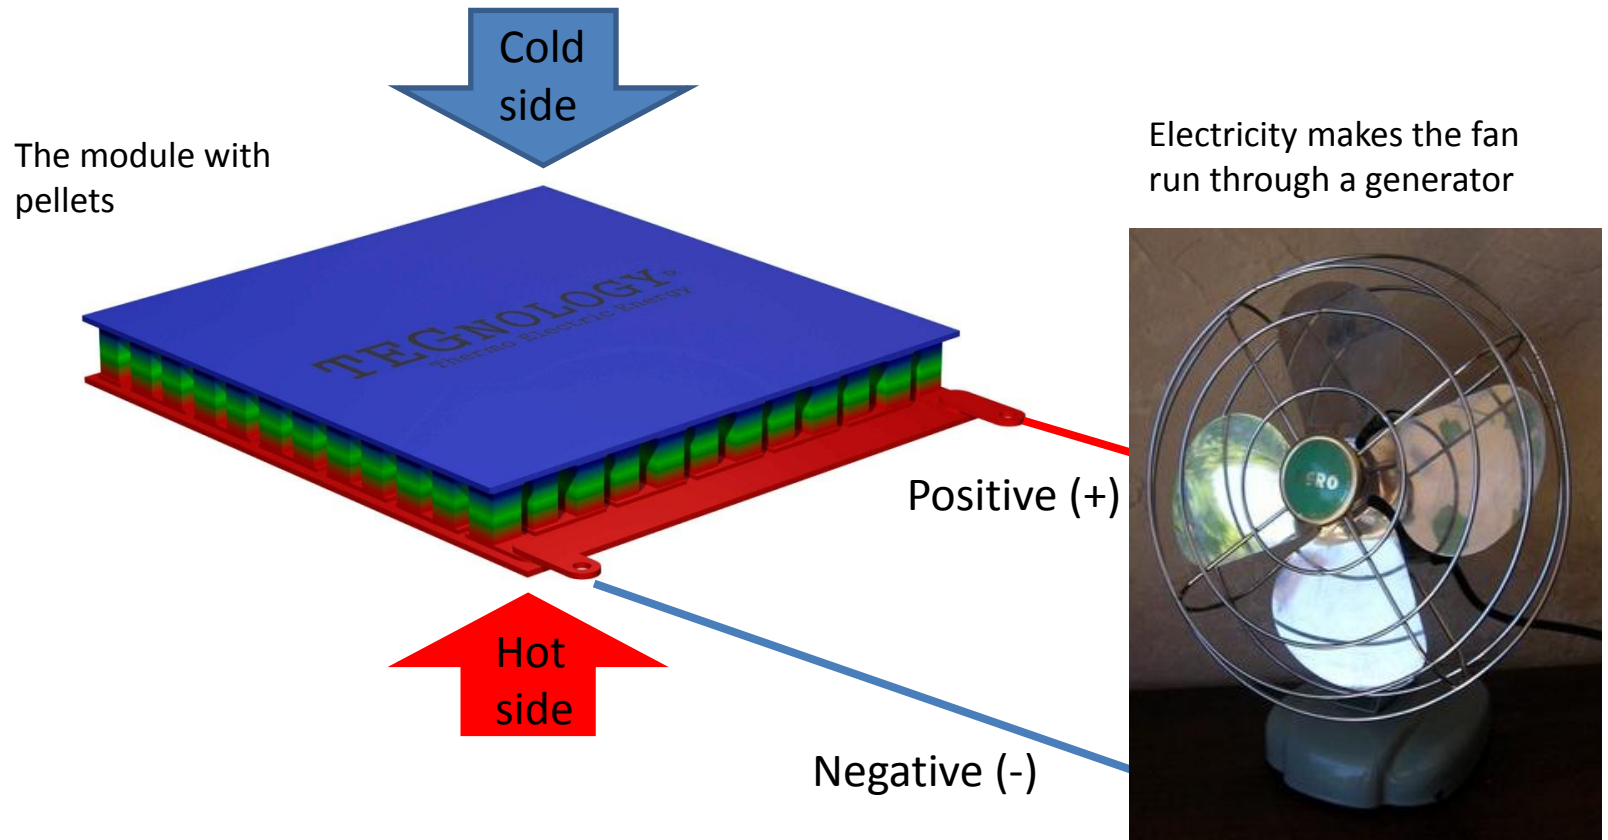 Cold
side
The module with
pellets
Electricity makes the fan
run through a generator
TEGNOLOGY
Thermo Electric Energy
Positive (+)
ERO
Hot
side
Negative (-)